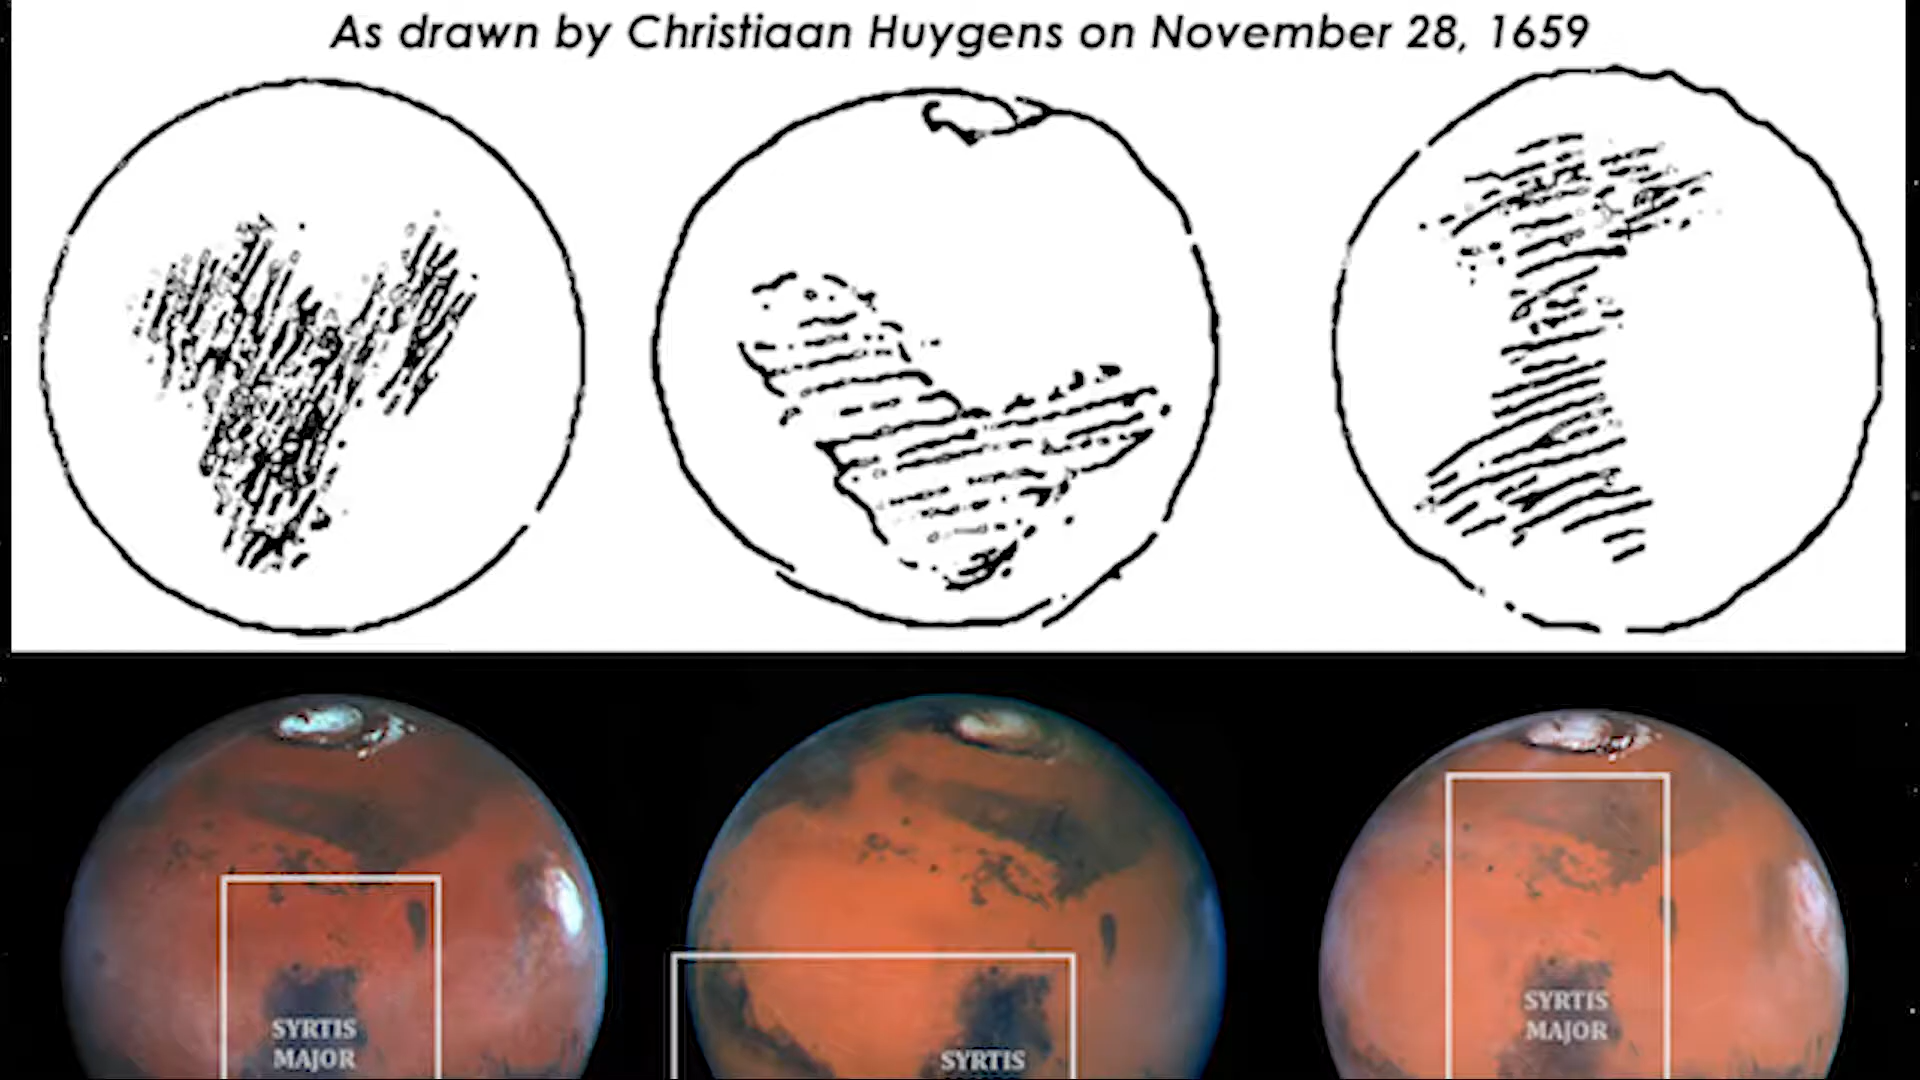 As drawn by Christiaan Huygens on November 28, 1659
SYRTIS
MAJOR
SYRTIS
SYRTIS
MAJOR